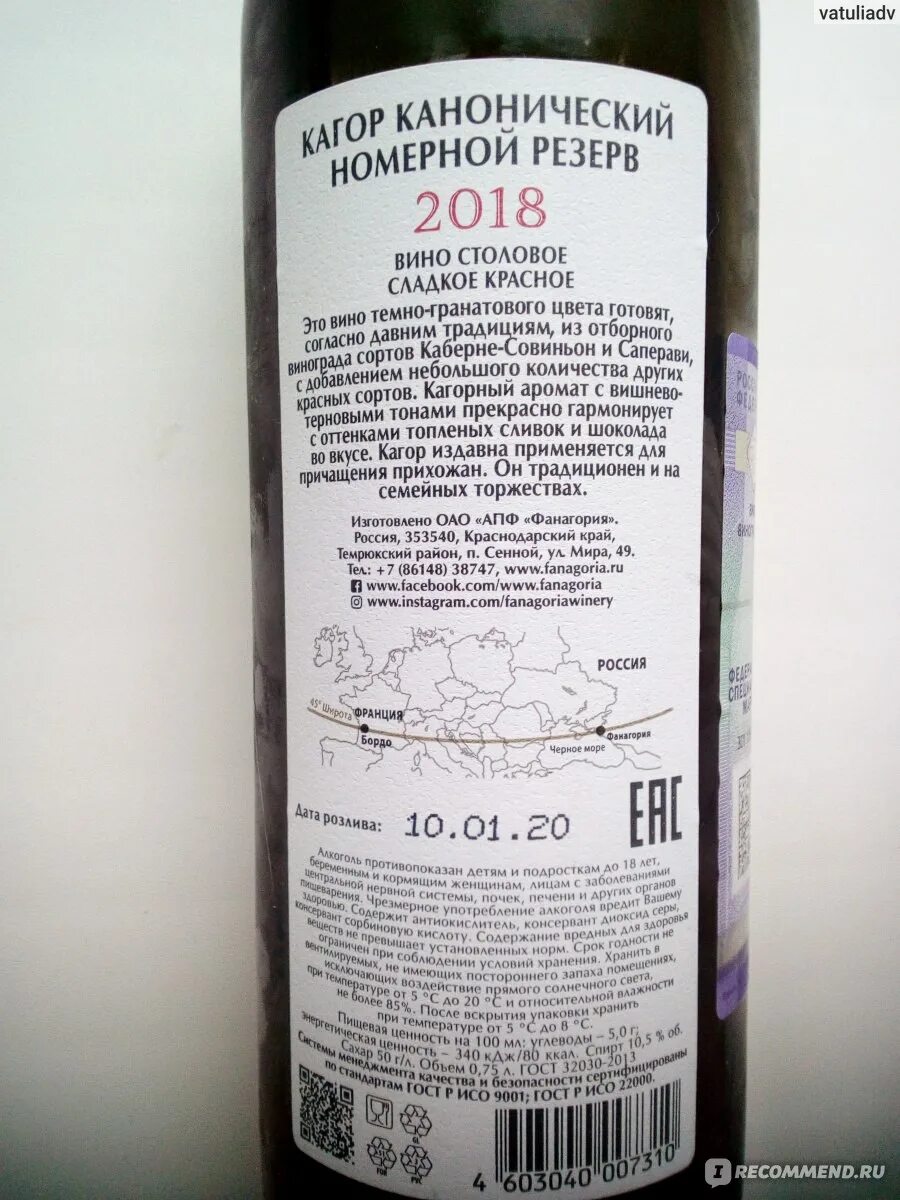 vatuliadv
КАГОР КАНОНИЧЕСКИЙ
НОМЕРНОЙ РЕЗЕРВ
2018
ВИНО СТОЛОВОЕ
СЛАДКОЕ КРАСНОЕ
Это вино темно-гранатового цвета готовят,
согласно давним традициям, из отборного
винограда сортов Каберне-Совиньон и Саперави,
с добавлением небольшого количества других
красных сортов. Кагорный аромат с вишнево-
терновыми тонами прекрасно гармонирует
с оттенками топленых сливок и шоколада
во вкусе. Кагор издавна применяется для
причащения прихожан. Он традиционен и на
семейных торжествах.
Изготовлено ОАО «АПФ «Фанагория».
Россия, 353540, Краснодарский край,
Темрюкский район, п. Сенной, ул. Мира, 49.
Тел.: +7 (86148) 38747, www.fanagoria.ru
www.facebook.com/www.fanagoria
www.instagram.com/fanagoriawinery
РОССИЯ
45° Широта
ФРАНЦИЯ
Бордо
Фанагория
Черное море
Дата розлива: 10.01.20
EAC
Алкоголь противопоказан детям и подросткам до 18 лет,
беременным и кормящим женщинам, лицам с заболеваниями
центральной нервной системы, почек, печени и других органов
пищеварения. Чрезмерное употребление алкоголя вредит Вашему
здоровью. Содержит антиокислитель, консервант диоксид серы,
консервант сорбиновую кислоту. Содержание вредных для здоровья
веществ не превышает установленных норм. Срок годности не
ограничен при соблюдении условий хранения. Хранить в
вентилируемых, не имеющих постороннего запаха помещениях,
исключающих воздействие прямого солнечного света,
при температуре от 5 °С до 20 °С и относительной влажности
не более 85%. После вскрытия упаковки хранить
при температуре от 5 °С до 8 °С.
Пищевая ценность на 100 мл: углеводы – 5,0 г;
энергетическая ценность – 340 кДж/80 ккал. Спирт 10,5 % об.
Сахар 50 г/л. Объем 0,75 л. ГОСТ 32030-2013
Системы менеджмента качества и безопасности сертифицированы
по стандартам ГОСТ Р ИСО 9001; ГОСТ Р ИСО 22000.
GL
FOR
PVC
4 603040 007310
IRECOMMEND.RU